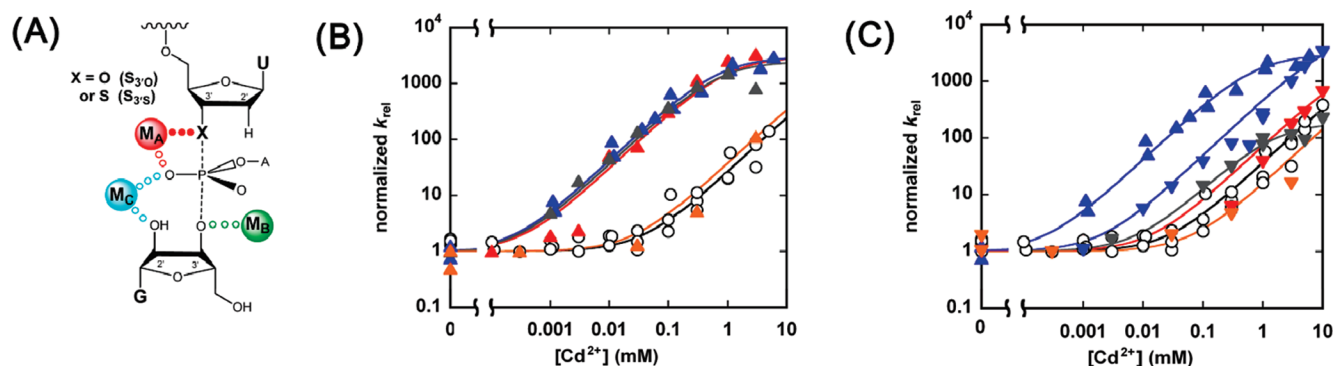 (A)
U
X = O (S3'O)
or S (S3'S)
3'
2'
X
H
MA
O
O
P
O—A
O
MC
OH
O
MB
2'
3'
O
G
OH
(B)
normalized krel
10^4
1000
100
10
1
0.1
0
0.001
0.01
0.1
1
10
[Cd2+] (mM)
(C)
normalized krel
10^4
1000
100
10
1
0.1
0
0.001
0.01
0.1
1
10
[Cd2+] (mM)